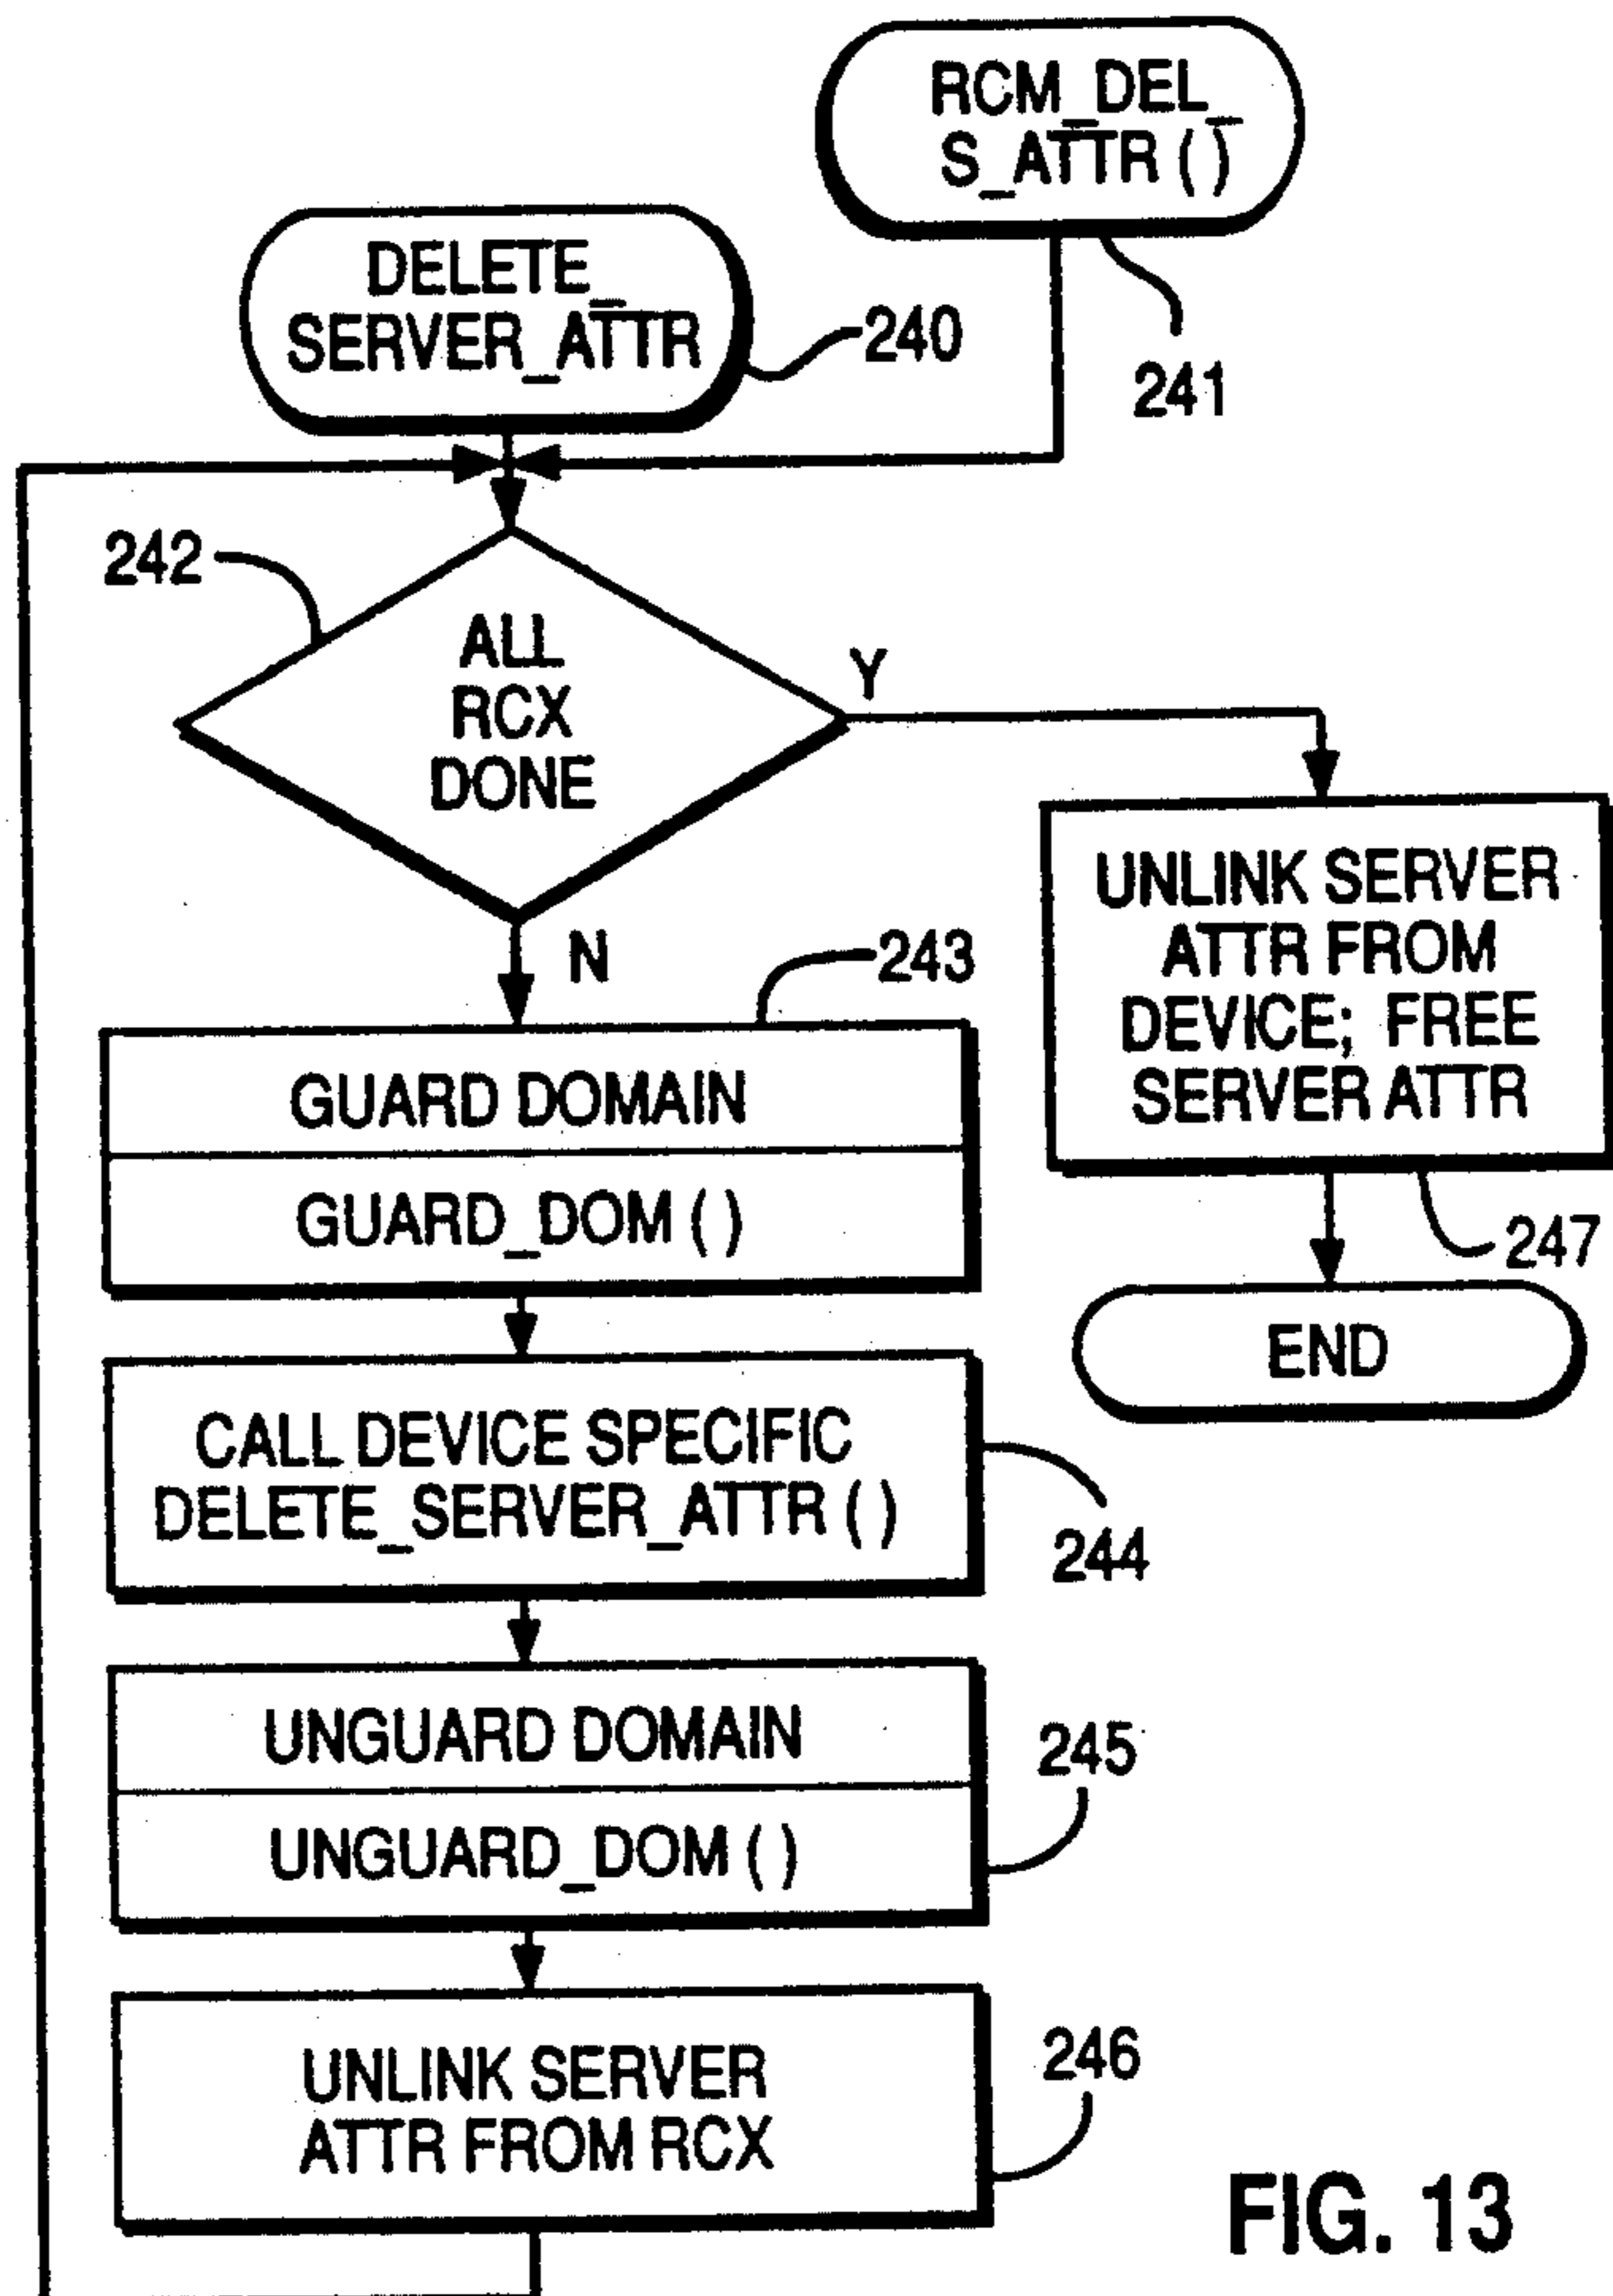 RCM_DEL_
S_ATTR ( )
DELETE_
SERVER_ATTR
240
241
242
ALL
RCX
DONE
Y
N
UNLINK SERVER
ATTR FROM
DEVICE; FREE
SERVER ATTR
247
END
243
GUARD DOMAIN
GUARD_DOM ( )
CALL DEVICE SPECIFIC
DELETE_SERVER_ATTR ( )
244
UNGUARD DOMAIN
UNGUARD_DOM ( )
245
UNLINK SERVER
ATTR FROM RCX
246
FIG. 13